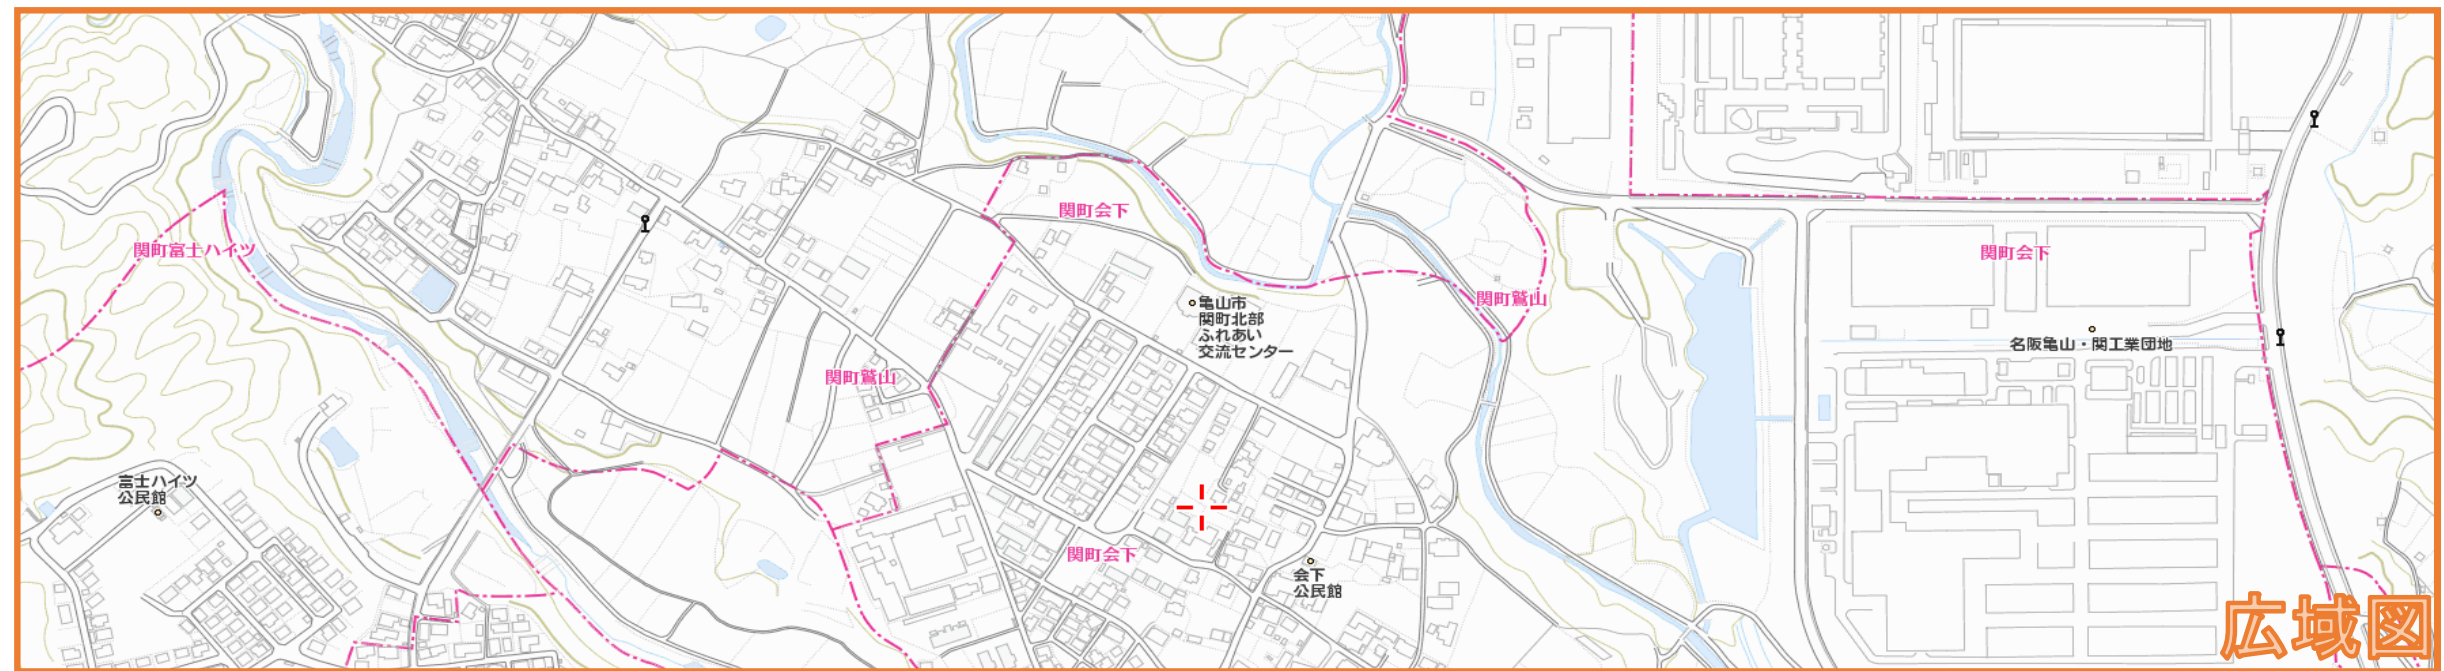 関町会下
関町富士ハイツ
関町会下
関町鷲山
亀山市
関町北部
ふれあい
交流センター
名阪亀山・関工業団地
関町鷲山
富士ハイツ
公民館
関町会下
会下
公民館
広域図